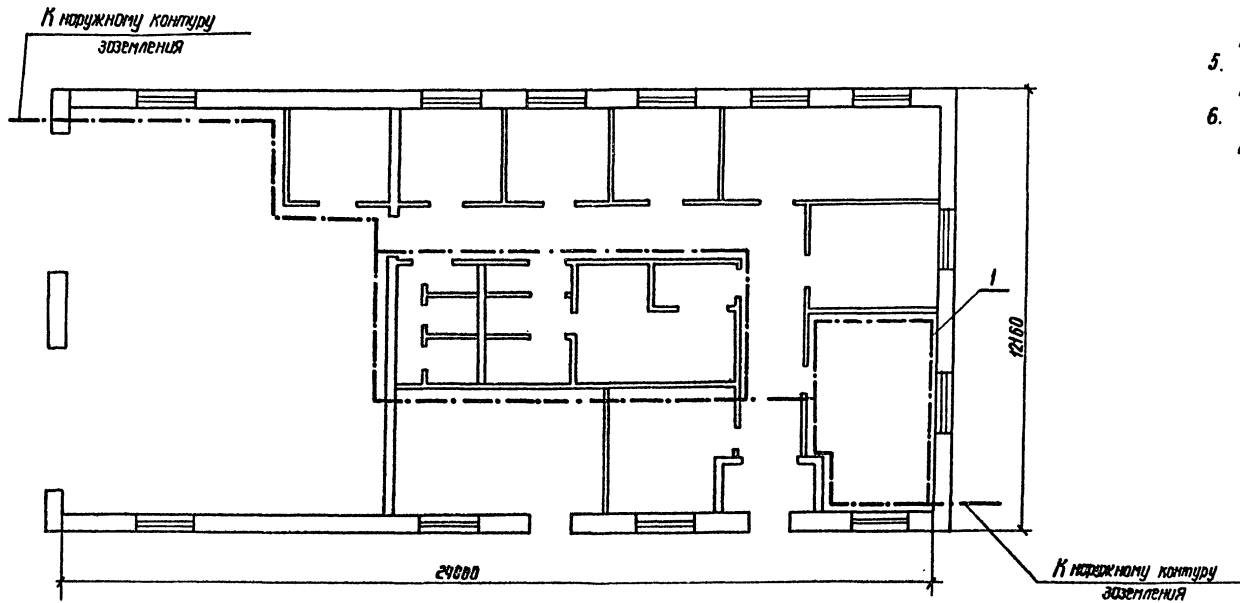 К наружному контуру
заземления
5.
6.
1
12160
24000
К наружному контуру
заземления